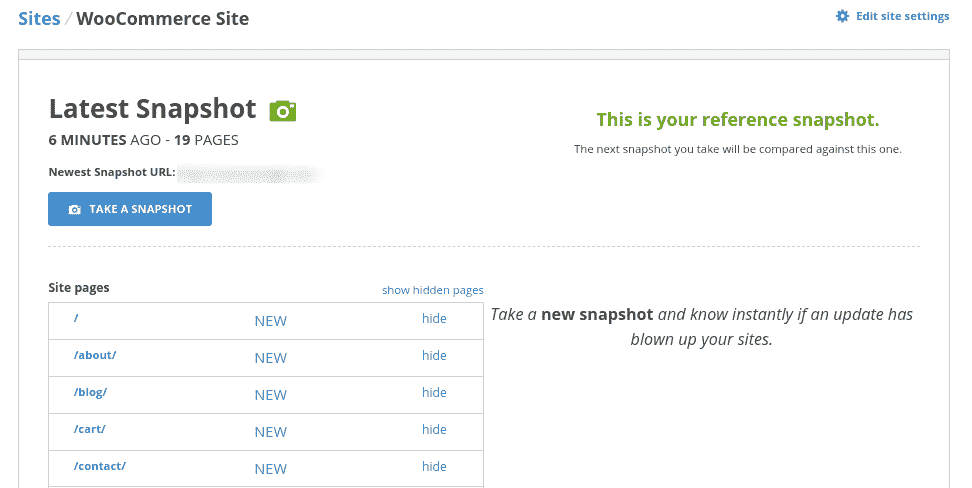 Sites / WooCommerce Site
Edit site settings
Latest Snapshot
6 MINUTES AGO - 19 PAGES
Newest Snapshot URL:
TAKE A SNAPSHOT
This is your reference snapshot.
The next snapshot you take will be compared against this one.
Site pages
show hidden pages
/ NEW hide
/about/ NEW hide
/blog/ NEW hide
/cart/ NEW hide
/contact/ NEW hide
Take a new snapshot and know instantly if an update has
blown up your sites.